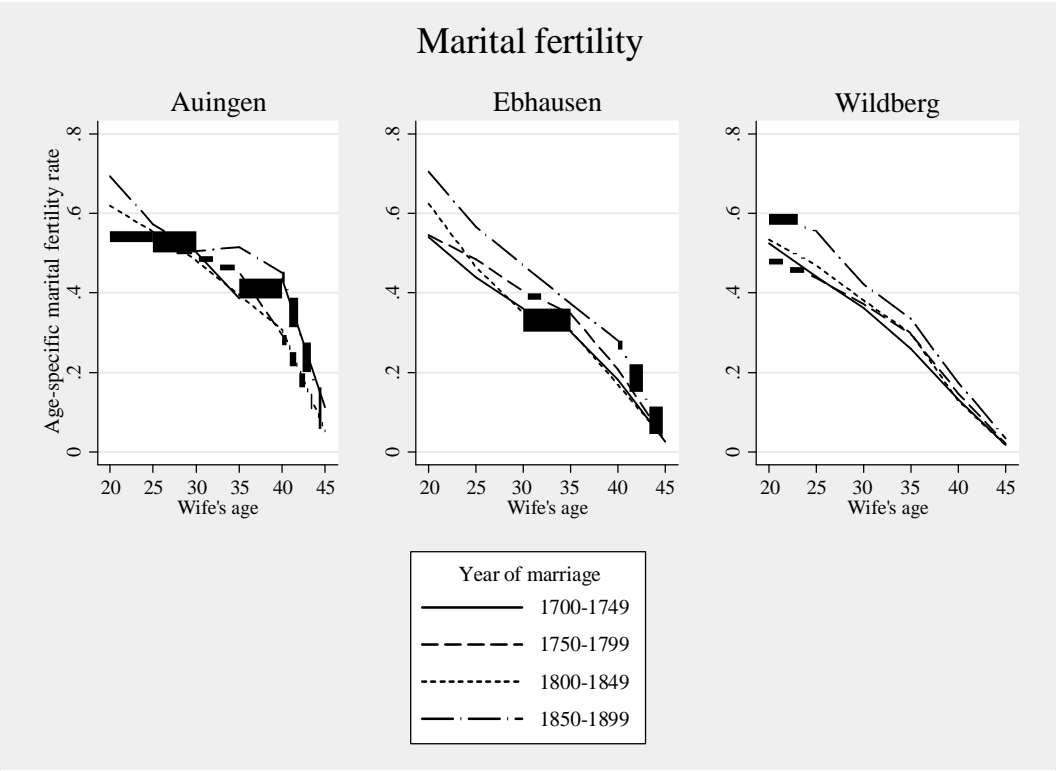 Marital fertility
Auingen
Ebhausen
Wildberg
Age-specific marital fertility rate
.8
.6
.4
.2
0
20 25 30 35 40 45
Wife's age
.8
.6
.4
.2
0
20 25 30 35 40 45
Wife's age
.8
.6
.4
.2
0
20 25 30 35 40 45
Wife's age
Year of marriage
1700-1749
1750-1799
1800-1849
1850-1899